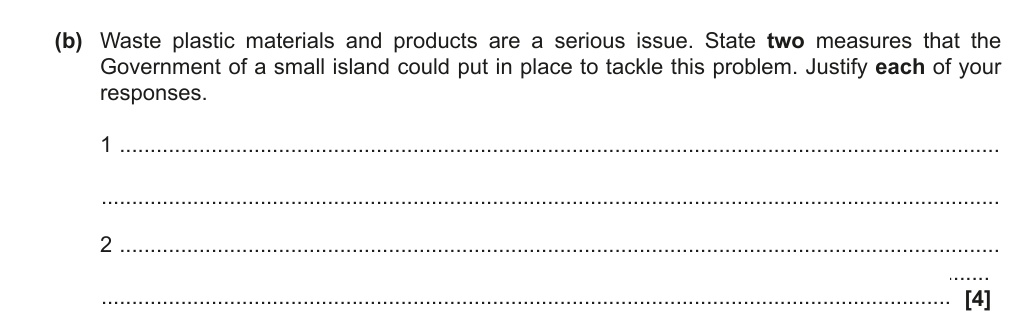 (b) Waste plastic materials and products are a serious issue. State two measures that the
Government of a small island could put in place to tackle this problem. Justify each of your
responses.
1 ..........................................................................................................................................
..........................................................................................................................................
2 ..........................................................................................................................................
.......
.......................................................................................................................................... [4]